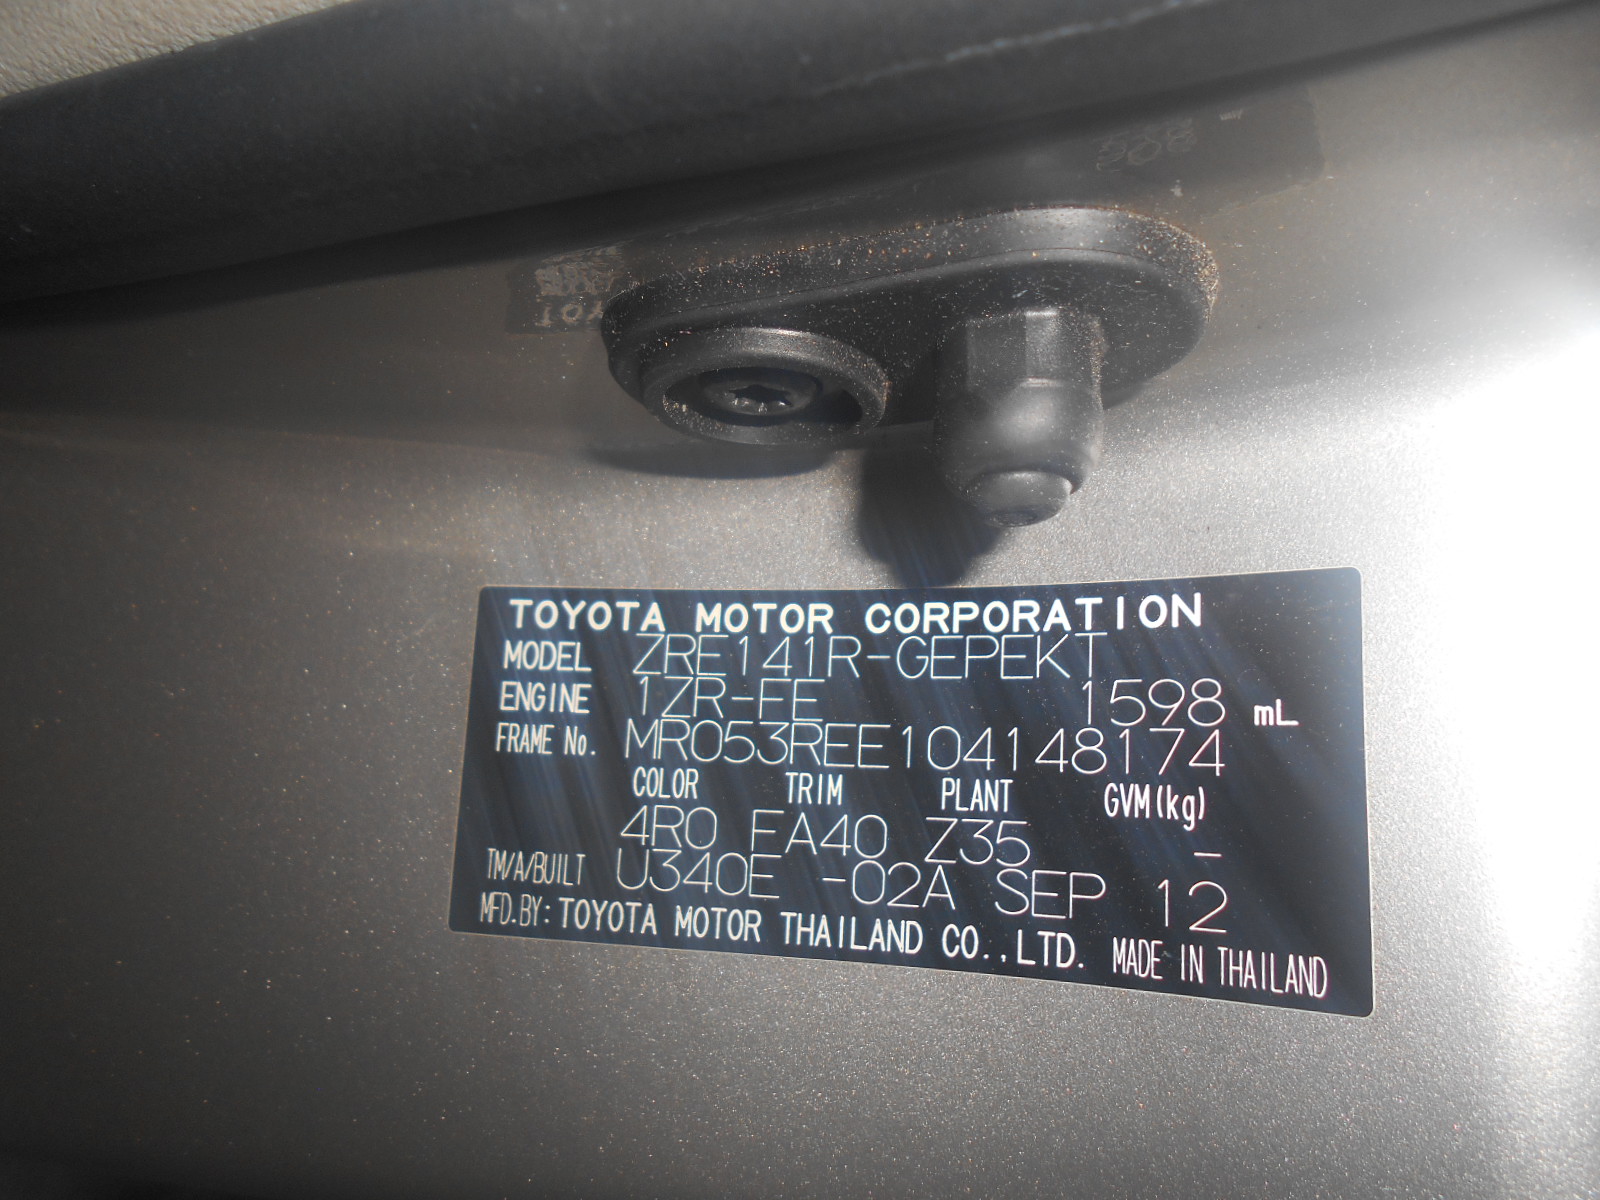 TOYOTA MOTOR CORPORATION
MODEL ZRE141R-GEPEKT
ENGINE 1ZR-FE 1598 mL
FRAME No. MR053REE104148174
COLOR TRIM PLANT GVM(kg)
4R0 FA40 Z35 -
TM/A/BUILT U340E -02A SEP 12
MFD.BY: TOYOTA MOTOR THAILAND CO.,LTD. MADE IN THAILAND